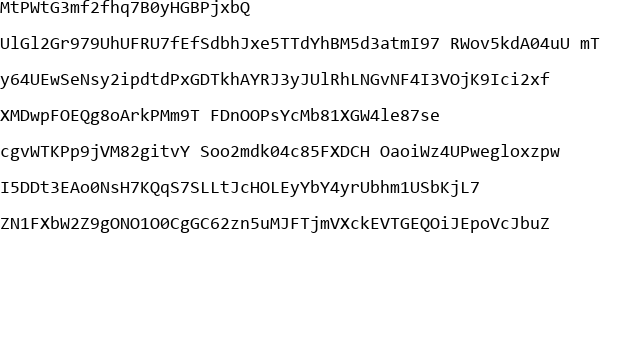 MtPWtG3mf2fhq7B0yHGBPjxbQ
UlGl2Gr979UhUFRU7fEfSdbhJxe5TTdYhBM5d3atmI97 RWov5kdA04uU mT
y64UEwSeNsy2ipdtdPxGDTkhAYRJ3yJUlRhLNGvNF4I3VOjK9Ici2xf
XMDwpFOEQg8oArkPMm9T FDnOOPsYcMb81XGW4le87se
cgvWTKPp9jVM82gitvY Soo2mdk04c85FXDCH OaoiWz4UPwegloxzpw
I5DDt3EAo0NsH7KQqS7SLLtJcHOLEyYbY4yrUbhm1USbKjL7
ZN1FXbW2Z9gONO1O0CgGC62zn5uMJFTjmVXckEVTGEQOiJEpoVcJbuZ